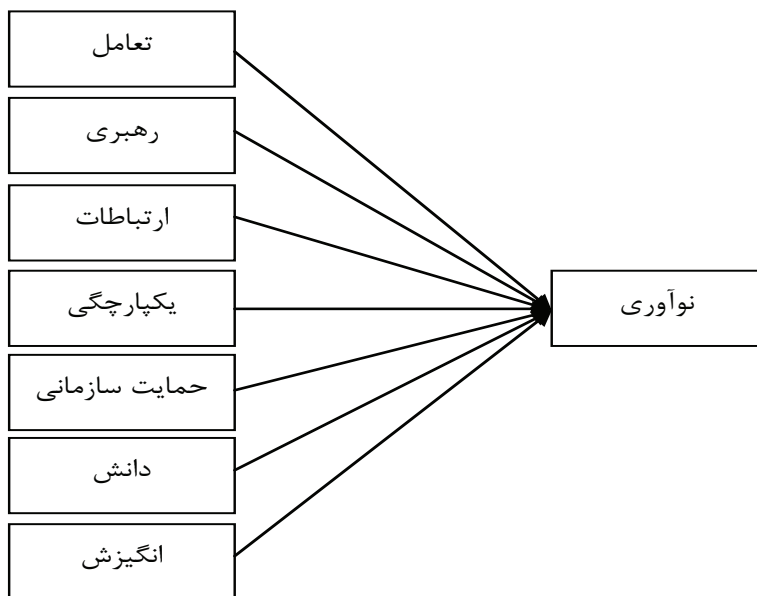 تعامل
رهبری
ارتباطات
یکپارچگی
نوآوری
حمایت سازمانی
دانش
انگیزش